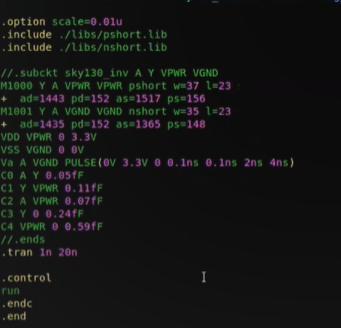 .option scale=0.01u
.include ./libs/pshort.lib
.include ./libs/nshort.lib
//.subckt sky130_inv A Y VPWR VGND
M1000 Y A VPWR VPWR pshort w=37 l=23
+ ad=1443 pd=152 as=1517 ps=156
M1001 Y A VGND VGND nshort w=35 l=23
+ ad=1435 pd=152 as=1365 ps=148
VDD VPWR 0 3.3V
VSS VGND 0 0V
Va A VGND PULSE(0V 3.3V 0 0.1ns 0.1ns 2ns 4ns)
C0 A Y 0.05fF
C1 Y VPWR 0.11fF
C2 A VPWR 0.07fF
C3 Y 0 0.24fF
C4 VPWR 0 0.59fF
//.ends
.tran 1n 20n
.control
run
.endc
.end